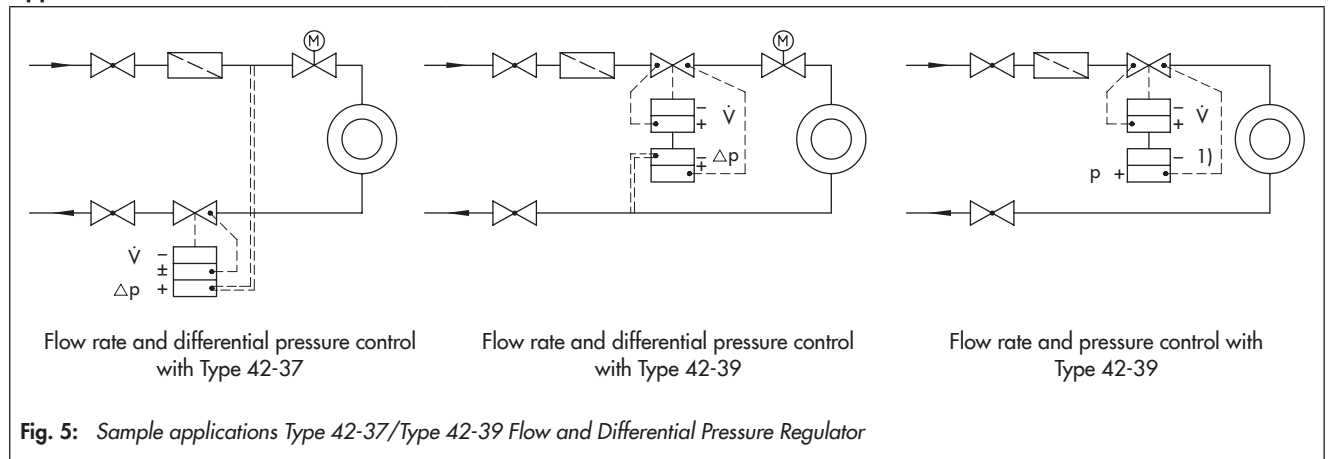 M
V̇ −
±
Δp +
Flow rate and differential pressure control
with Type 42-37
M
−
+ V̇
− Δp
+
Flow rate and differential pressure control
with Type 42-39
−
+ V̇
− 1)
p +
Flow rate and pressure control with
Type 42-39
Fig. 5: Sample applications Type 42-37/Type 42-39 Flow and Differential Pressure Regulator